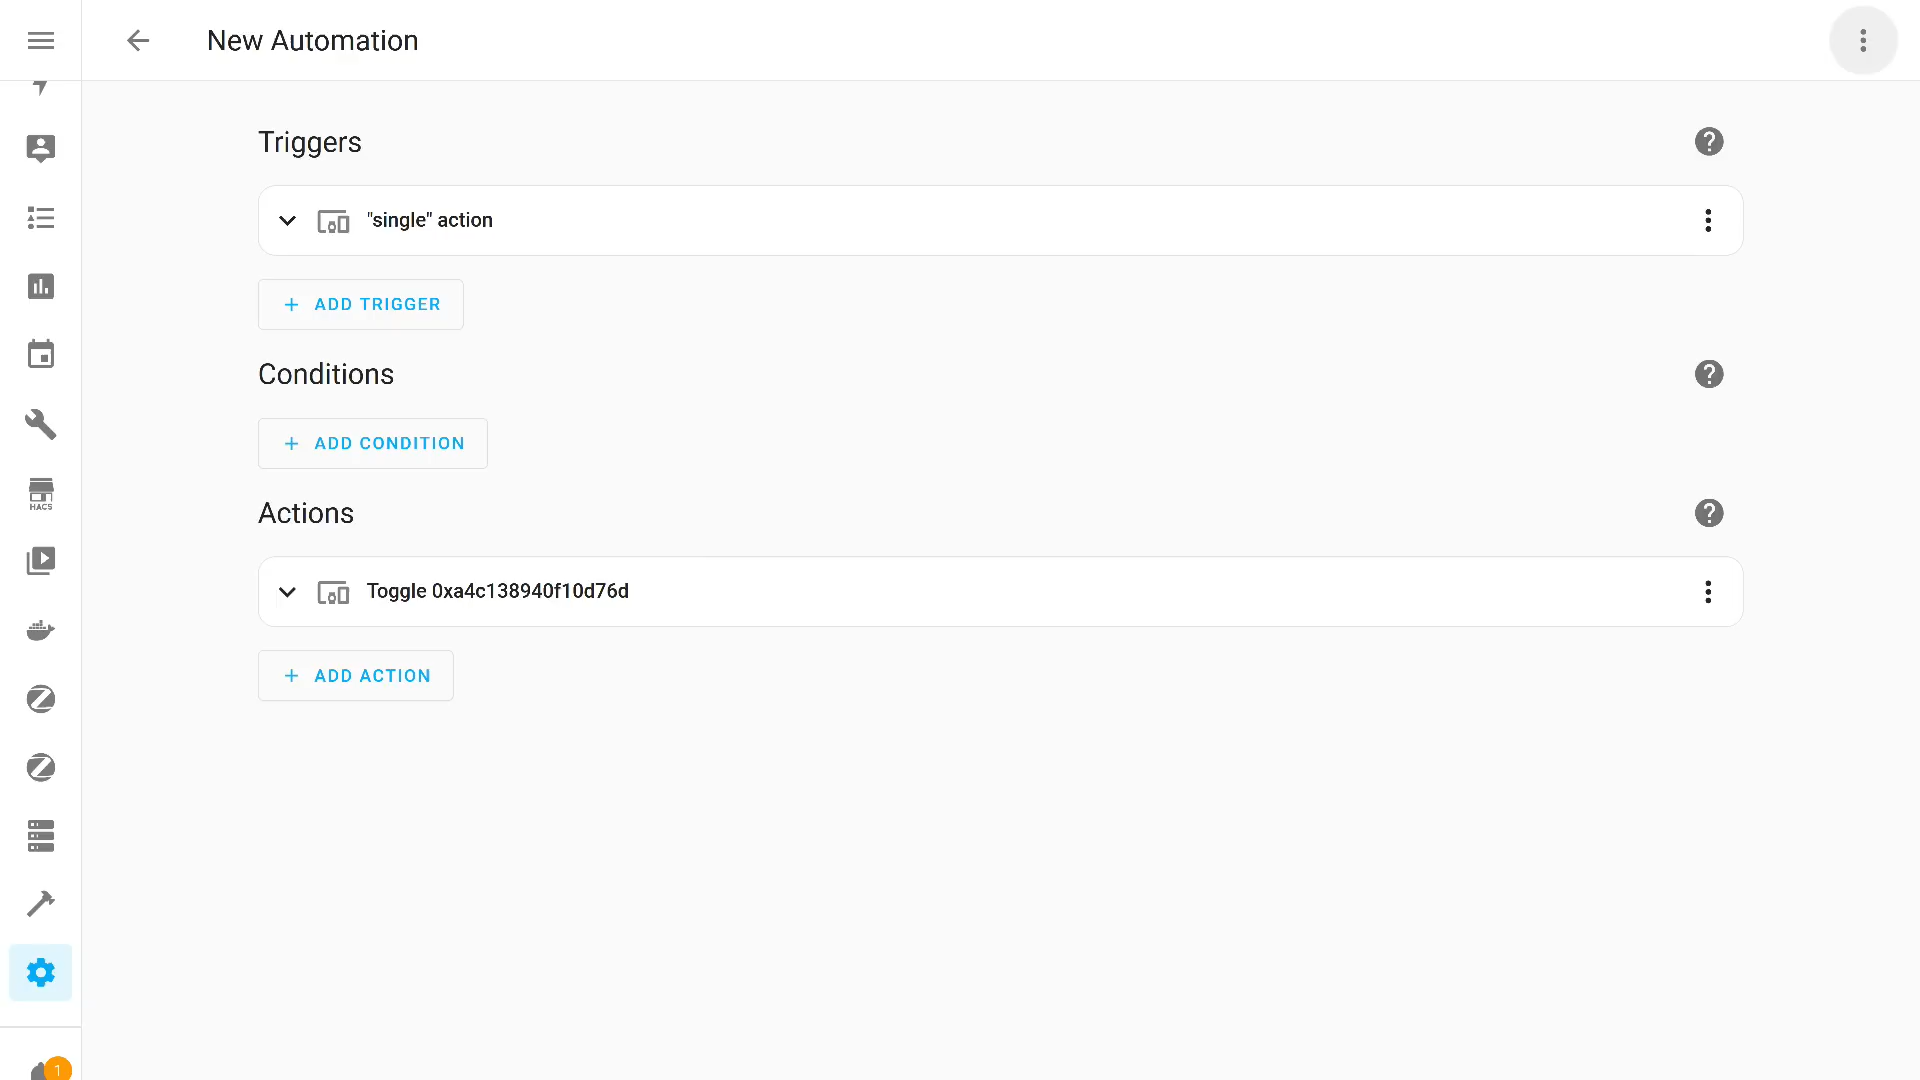 New Automation
Triggers
"single" action
ADD TRIGGER
Conditions
ADD CONDITION
HACS
Actions
Toggle 0xa4c138940f10d76d
ADD ACTION
1